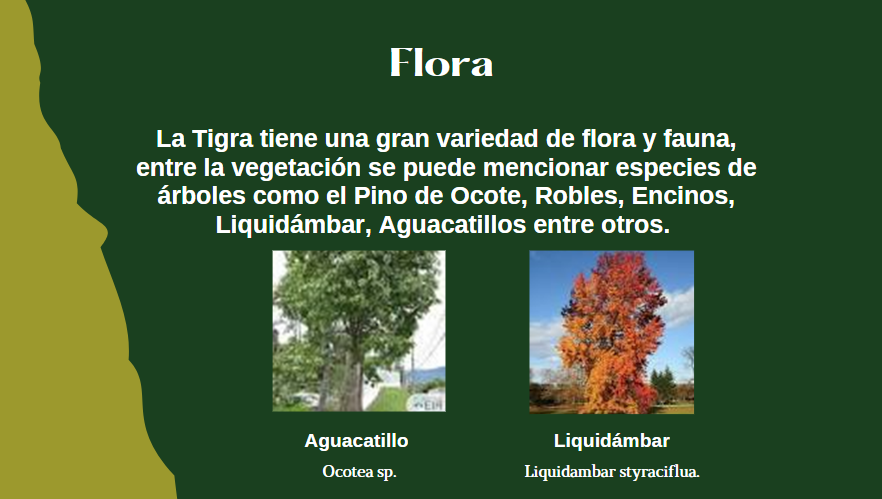 Flora
La Tigra tiene una gran variedad de flora y fauna,
entre la vegetación se puede mencionar especies de
árboles como el Pino de Ocote, Robles, Encinos,
Liquidámbar, Aguacatillos entre otros.
Aguacatillo
Liquidámbar
Ocotea sp.
Liquidambar styraciflua.